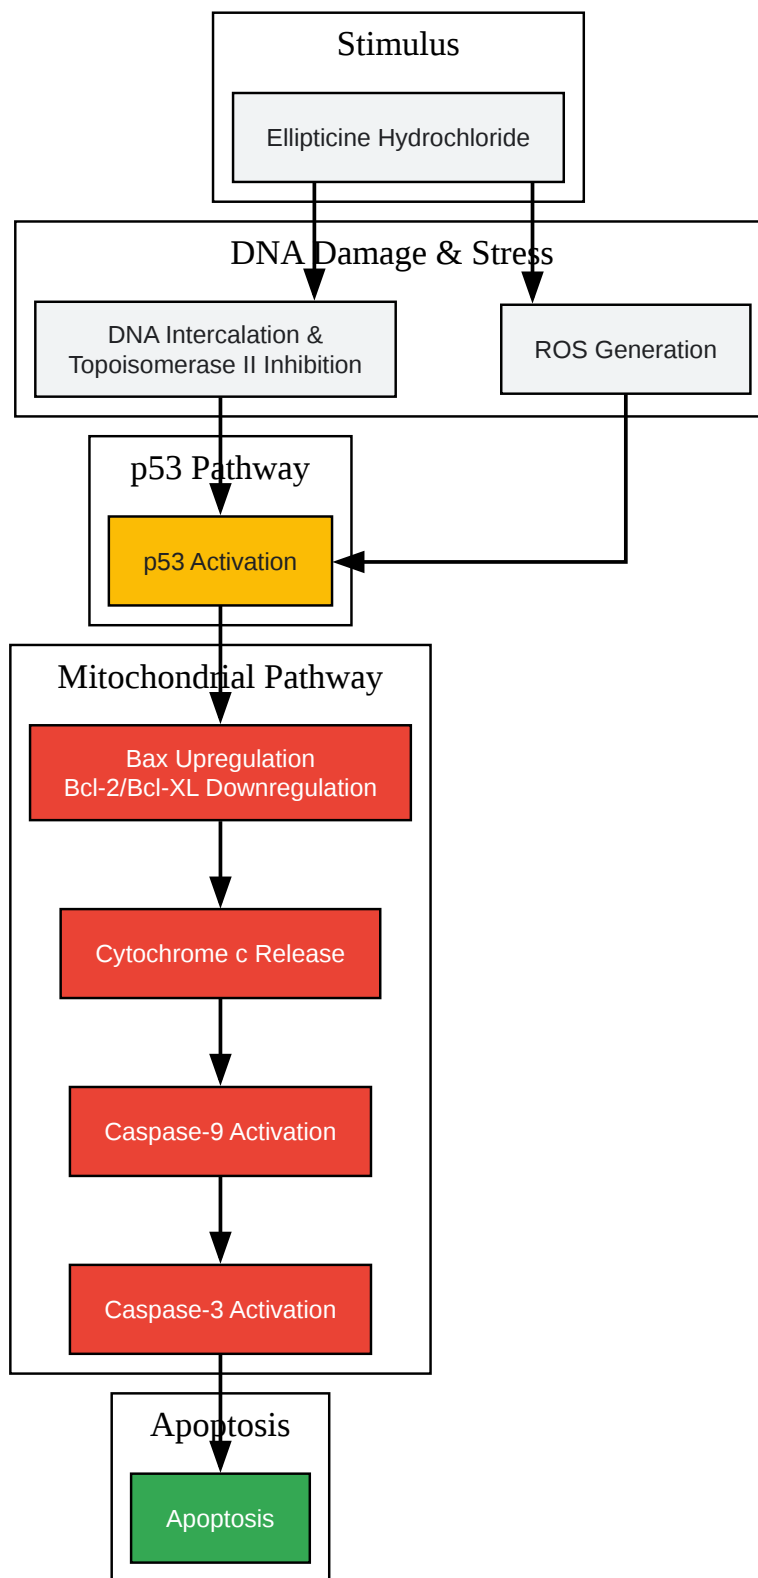 Stimulus
Ellipticine Hydrochloride
DNA Damage & Stress
DNA Intercalation &
Topoisomerase II Inhibition
ROS Generation
p53 Pathway
p53 Activation
Mitochondrial Pathway
Bax Upregulation
Bcl-2/Bcl-XL Downregulation
Cytochrome c Release
Caspase-9 Activation
Caspase-3 Activation
Apoptosis
Apoptosis